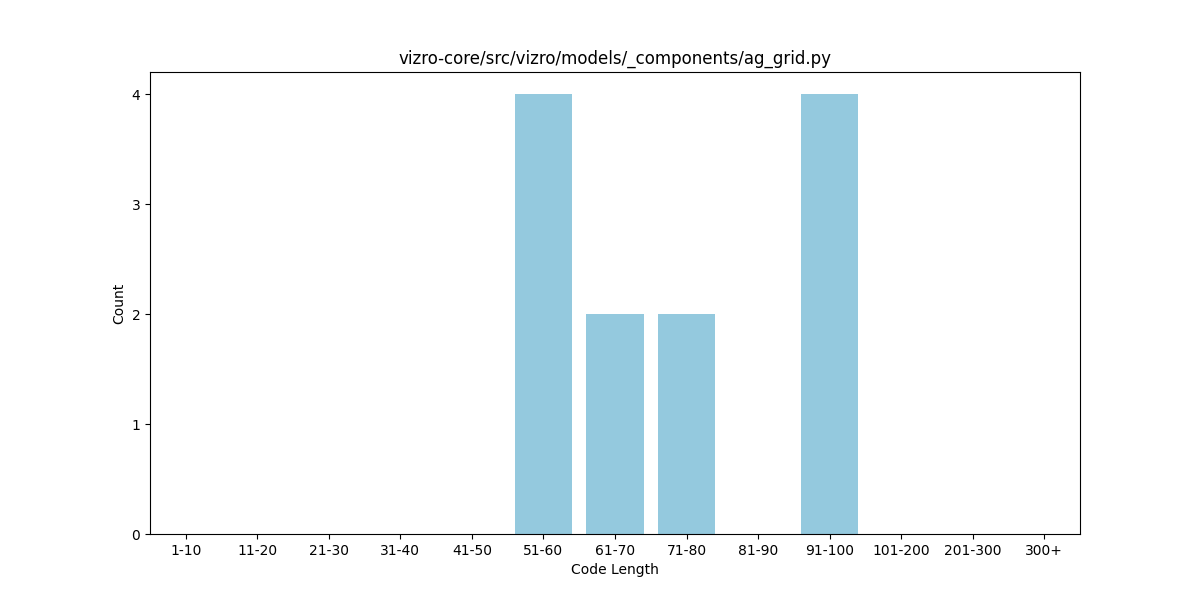 vizro-core/src/vizro/models/_components/ag_grid.py
4
3
2
1
0
Count
1-10 11-20 21-30 31-40 41-50 51-60 61-70 71-80 81-90 91-100 101-200 201-300 300+
Code Length